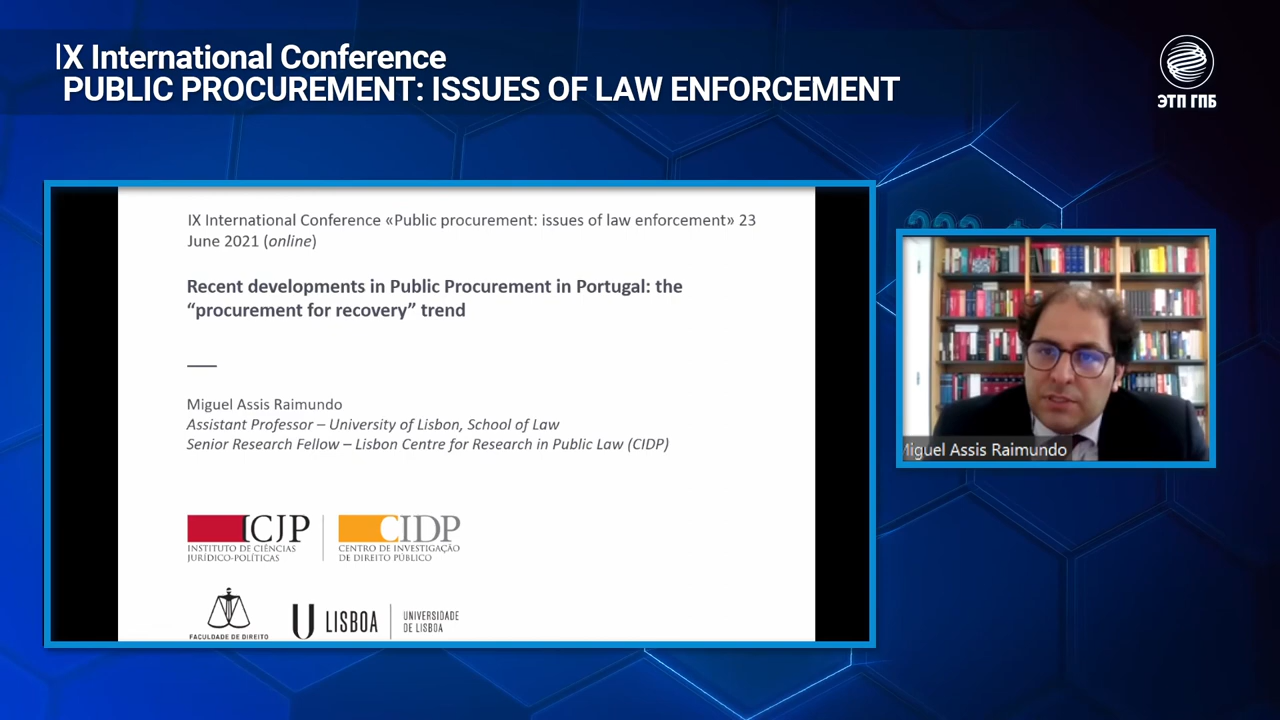 IX International Conference
PUBLIC PROCUREMENT: ISSUES OF LAW ENFORCEMENT
ЭТП ГПБ
IX International Conference «Public procurement: issues of law enforcement» 23
June 2021 (online)
Recent developments in Public Procurement in Portugal: the
“procurement for recovery” trend
Miguel Assis Raimundo
Assistant Professor – University of Lisbon, School of Law
Senior Research Fellow – Lisbon Centre for Research in Public Law (CIDP)
ICJP
INSTITUTO DE CIÊNCIAS
JURÍDICO-POLÍTICAS
CIDP
CENTRO DE INVESTIGAÇÃO
DE DIREITO PÚBLICO
FACULDADE DE DIREITO
U LISBOA
UNIVERSIDADE
DE LISBOA
Miguel Assis Raimundo